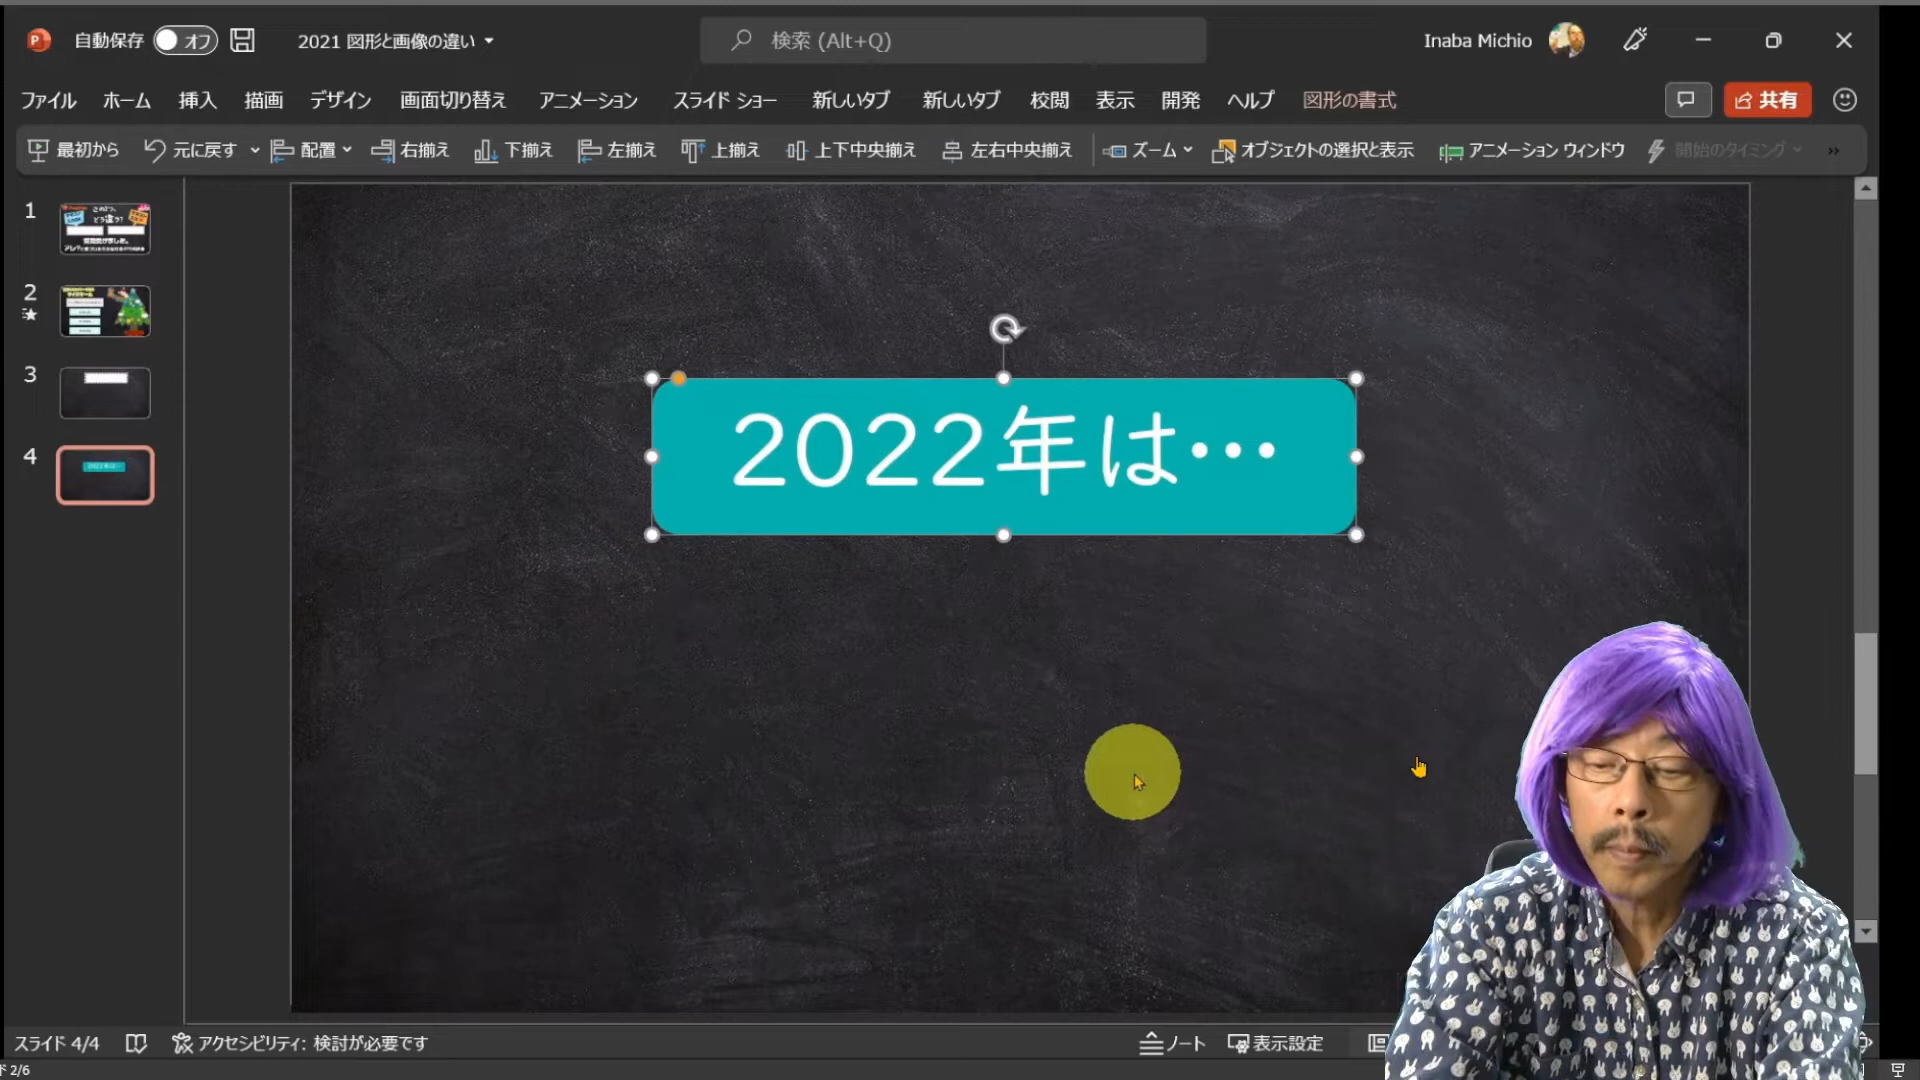 自動保存 オフ 2021 図形と画像の違い 検索 (Alt+Q) Inaba Michio
ファイル ホーム 挿入 描画 デザイン 画面切り替え アニメーション スライド ショー 新しいタブ 新しいタブ 校閲 表示 開発 ヘルプ 図形の書式 共有
最初から 元に戻す 配置 右揃え 下揃え 左揃え 上揃え 上下中央揃え 左右中央揃え ズーム オブジェクトの選択と表示 アニメーション ウィンドウ 開始のタイミング
1
2
3
4
2022年は…
スライド 4/4 アクセシビリティ: 検討が必要です ノート 表示設定
ド 2/6